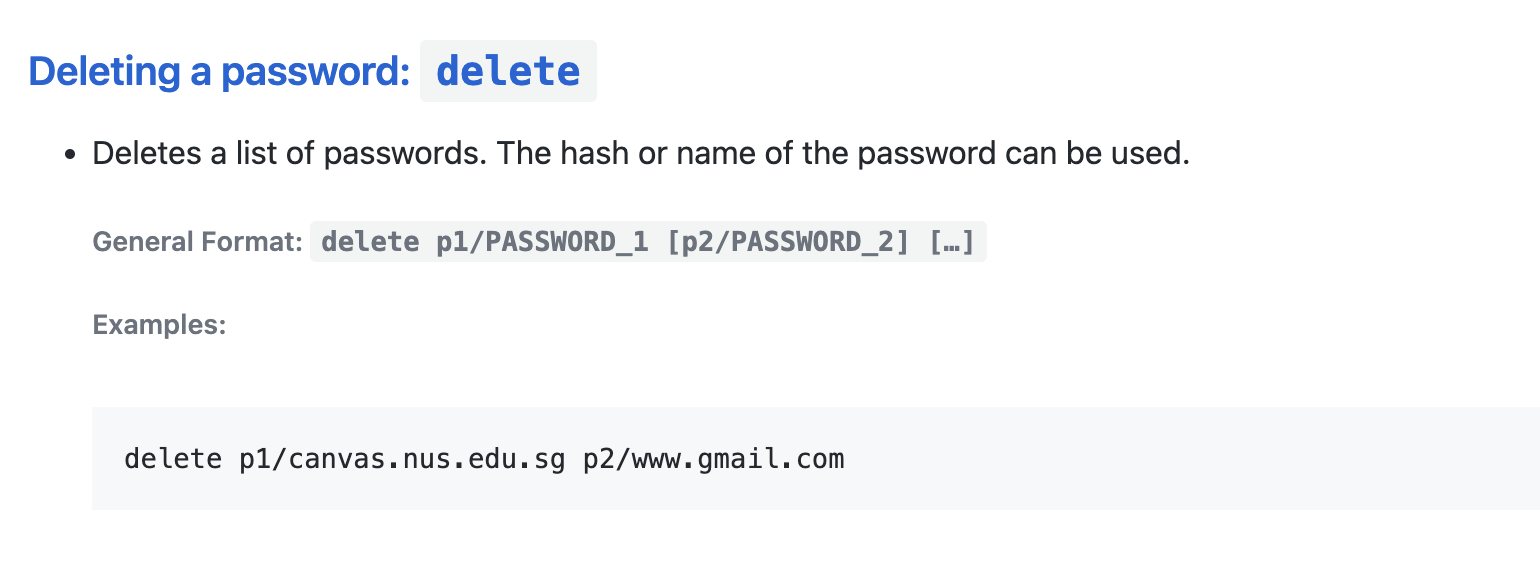 Deleting a password: delete
• Deletes a list of passwords. The hash or name of the password can be used.
General Format: delete p1/PASSWORD_1 [p2/PASSWORD_2] […]
Examples:
delete p1/canvas.nus.edu.sg p2/www.gmail.com